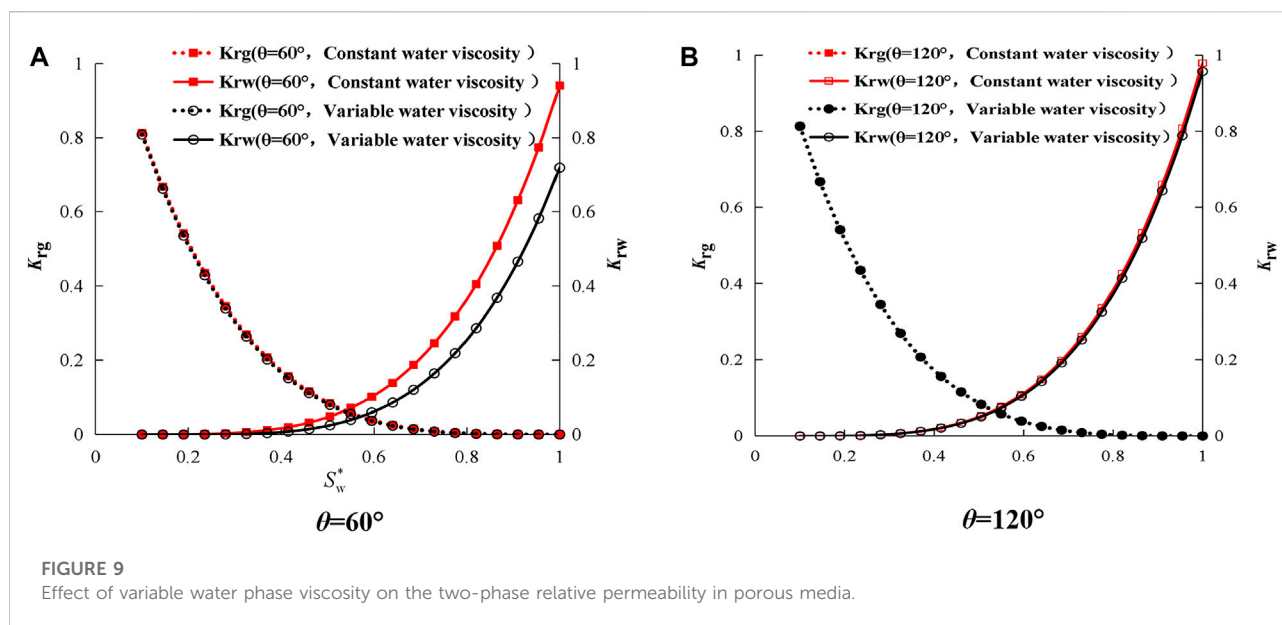 A
Krg(θ=60°, Constant water viscosity )
Krw(θ=60°, Constant water viscosity )
Krg(θ=60°, Variable water viscosity )
Krw(θ=60°, Variable water viscosity )
1
0.8
0.6
0.4
0.2
0
Krg
1
0.8
0.6
0.4
0.2
0
Krw
0 0.2 0.4 0.6 0.8 1
S*w
θ=60°
B
Krg(θ=120°, Constant water viscosity )
Krw(θ=120°, Constant water viscosity )
Krg(θ=120°, Variable water viscosity )
Krw(θ=120°, Variable water viscosity )
1
0.8
0.6
0.4
0.2
0
Krg
1
0.8
0.6
0.4
0.2
0
Krw
0 0.2 0.4 0.6 0.8 1
θ=120°
FIGURE 9
Effect of variable water phase viscosity on the two-phase relative permeability in porous media.